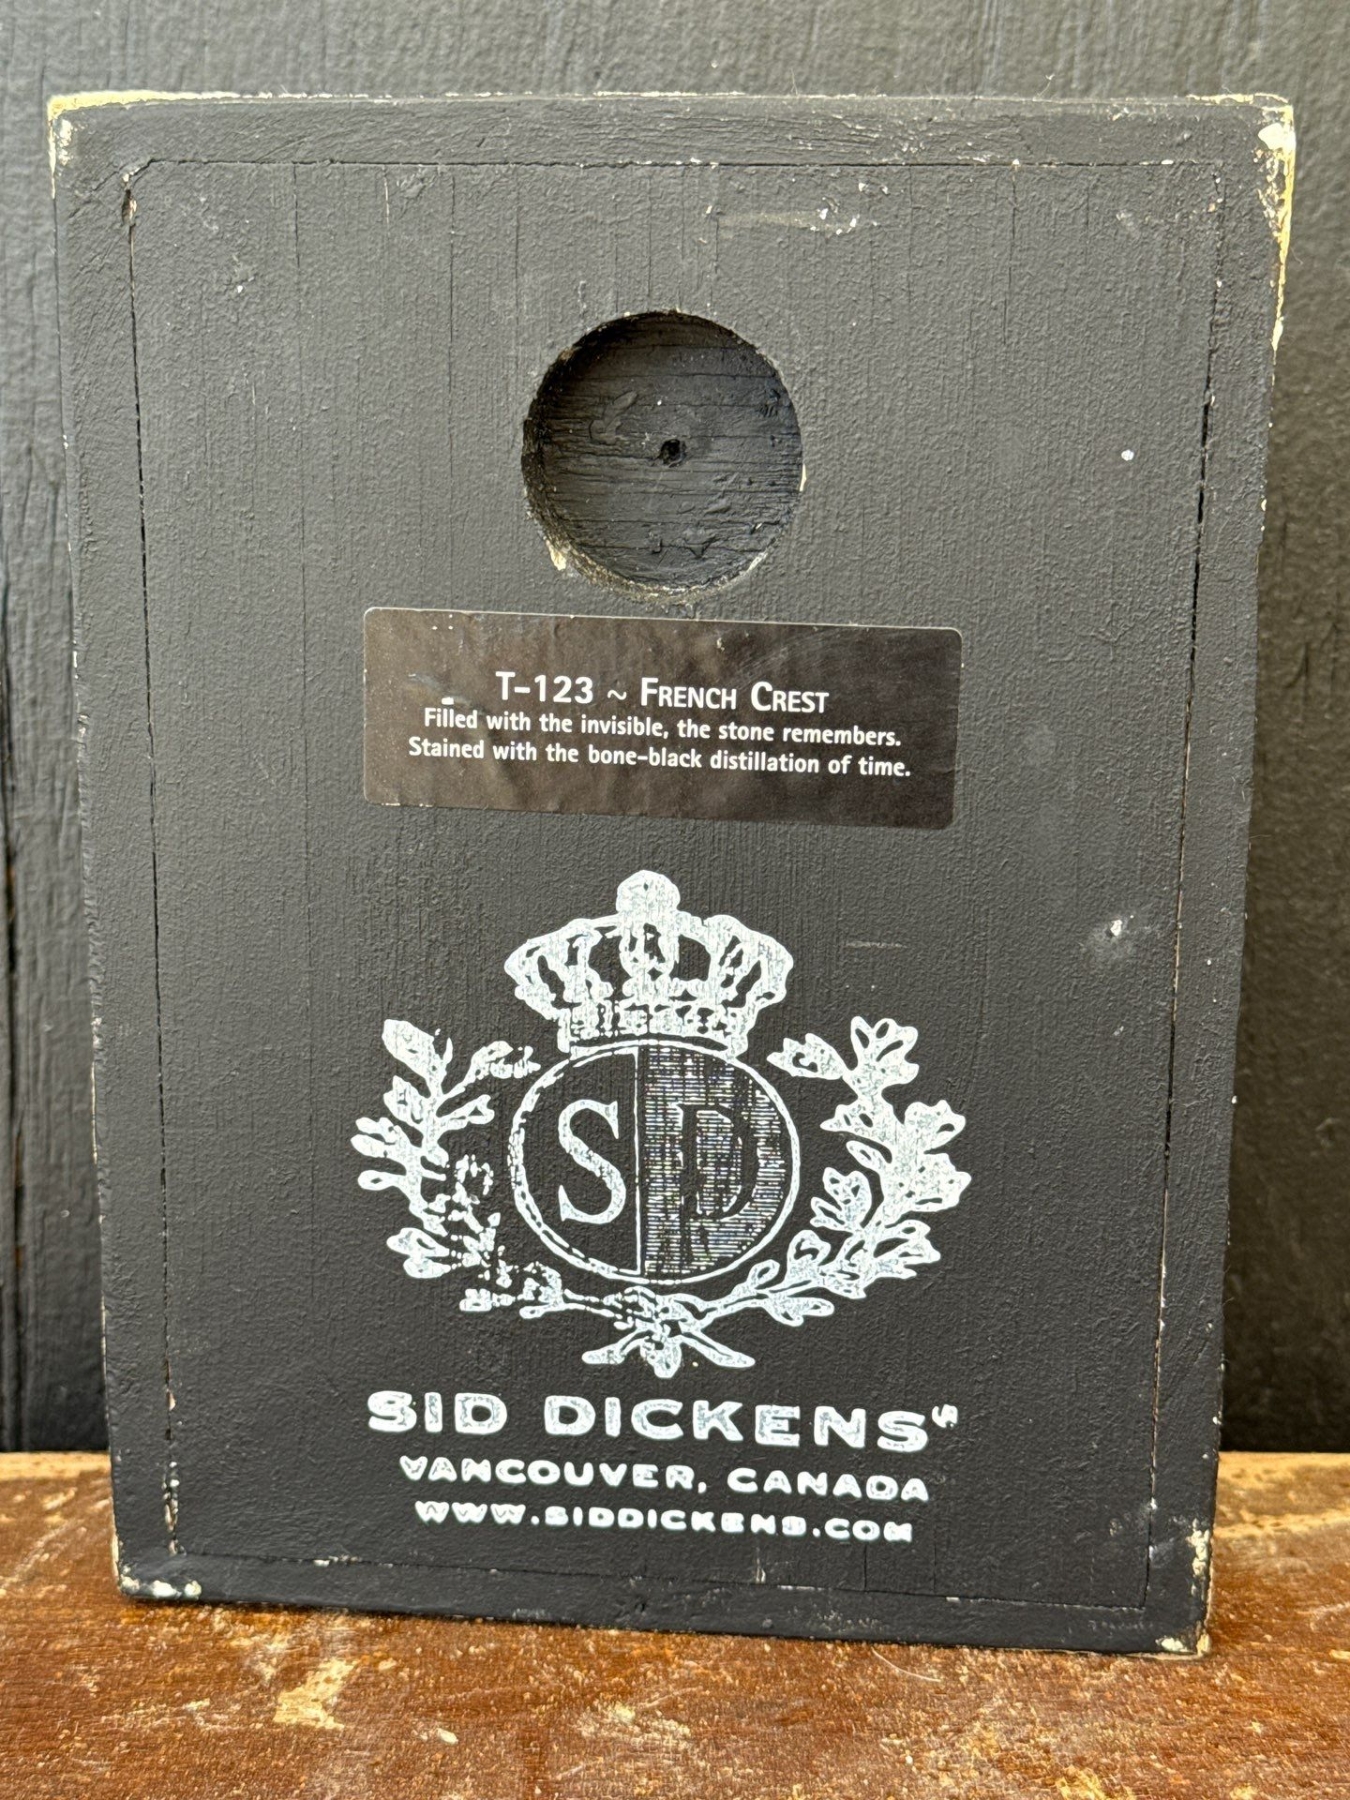 T-123 ~ FRENCH CREST
Filled with the invisible, the stone remembers.
Stained with the bone-black distillation of time.
SD
SID DICKENS
VANCOUVER, CANADA
WWW.SIDDICKENS.COM